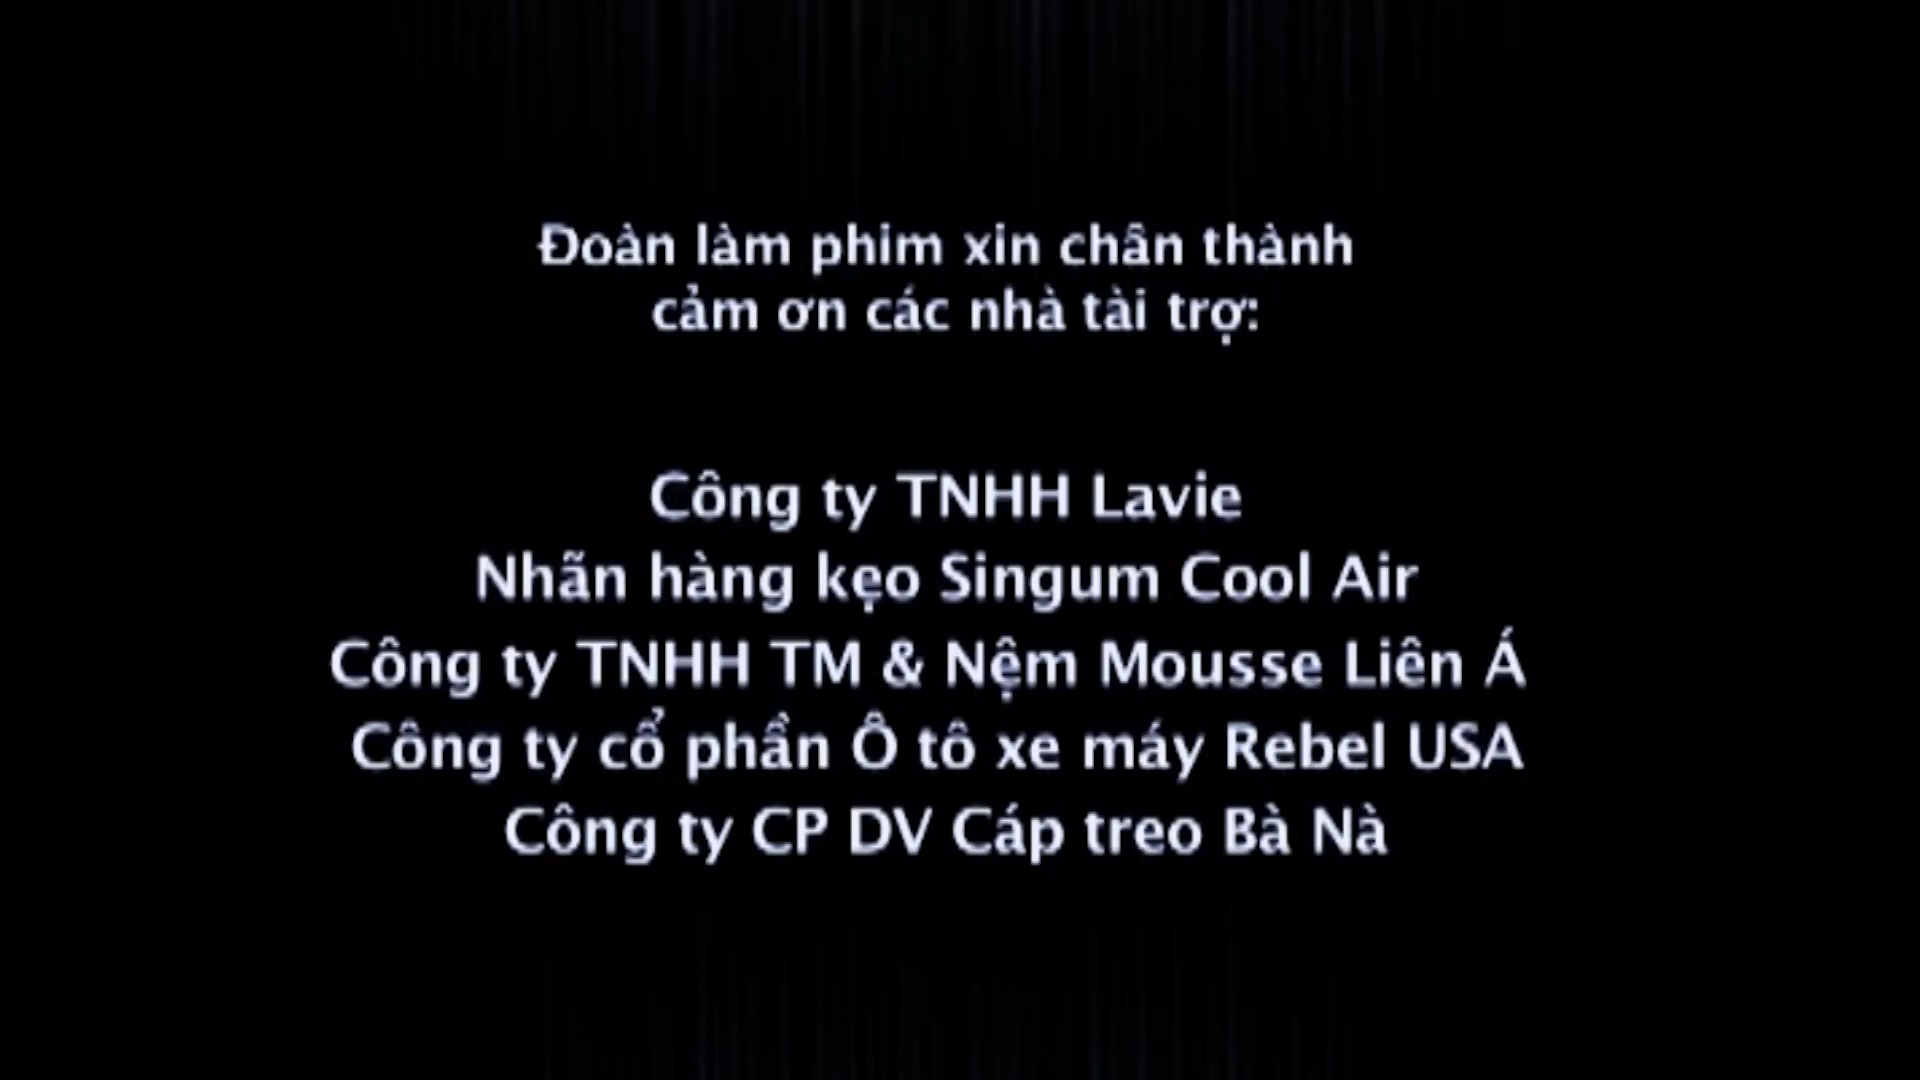 Đoàn làm phim xin chân thành
cảm ơn các nhà tài trợ:
Công ty TNHH Lavie
Nhãn hàng kẹo Singum Cool Air
Công ty TNHH TM & Nệm Mousse Liên Á
Công ty cổ phần Ô tô xe máy Rebel USA
Công ty CP DV Cáp treo Bà Nà